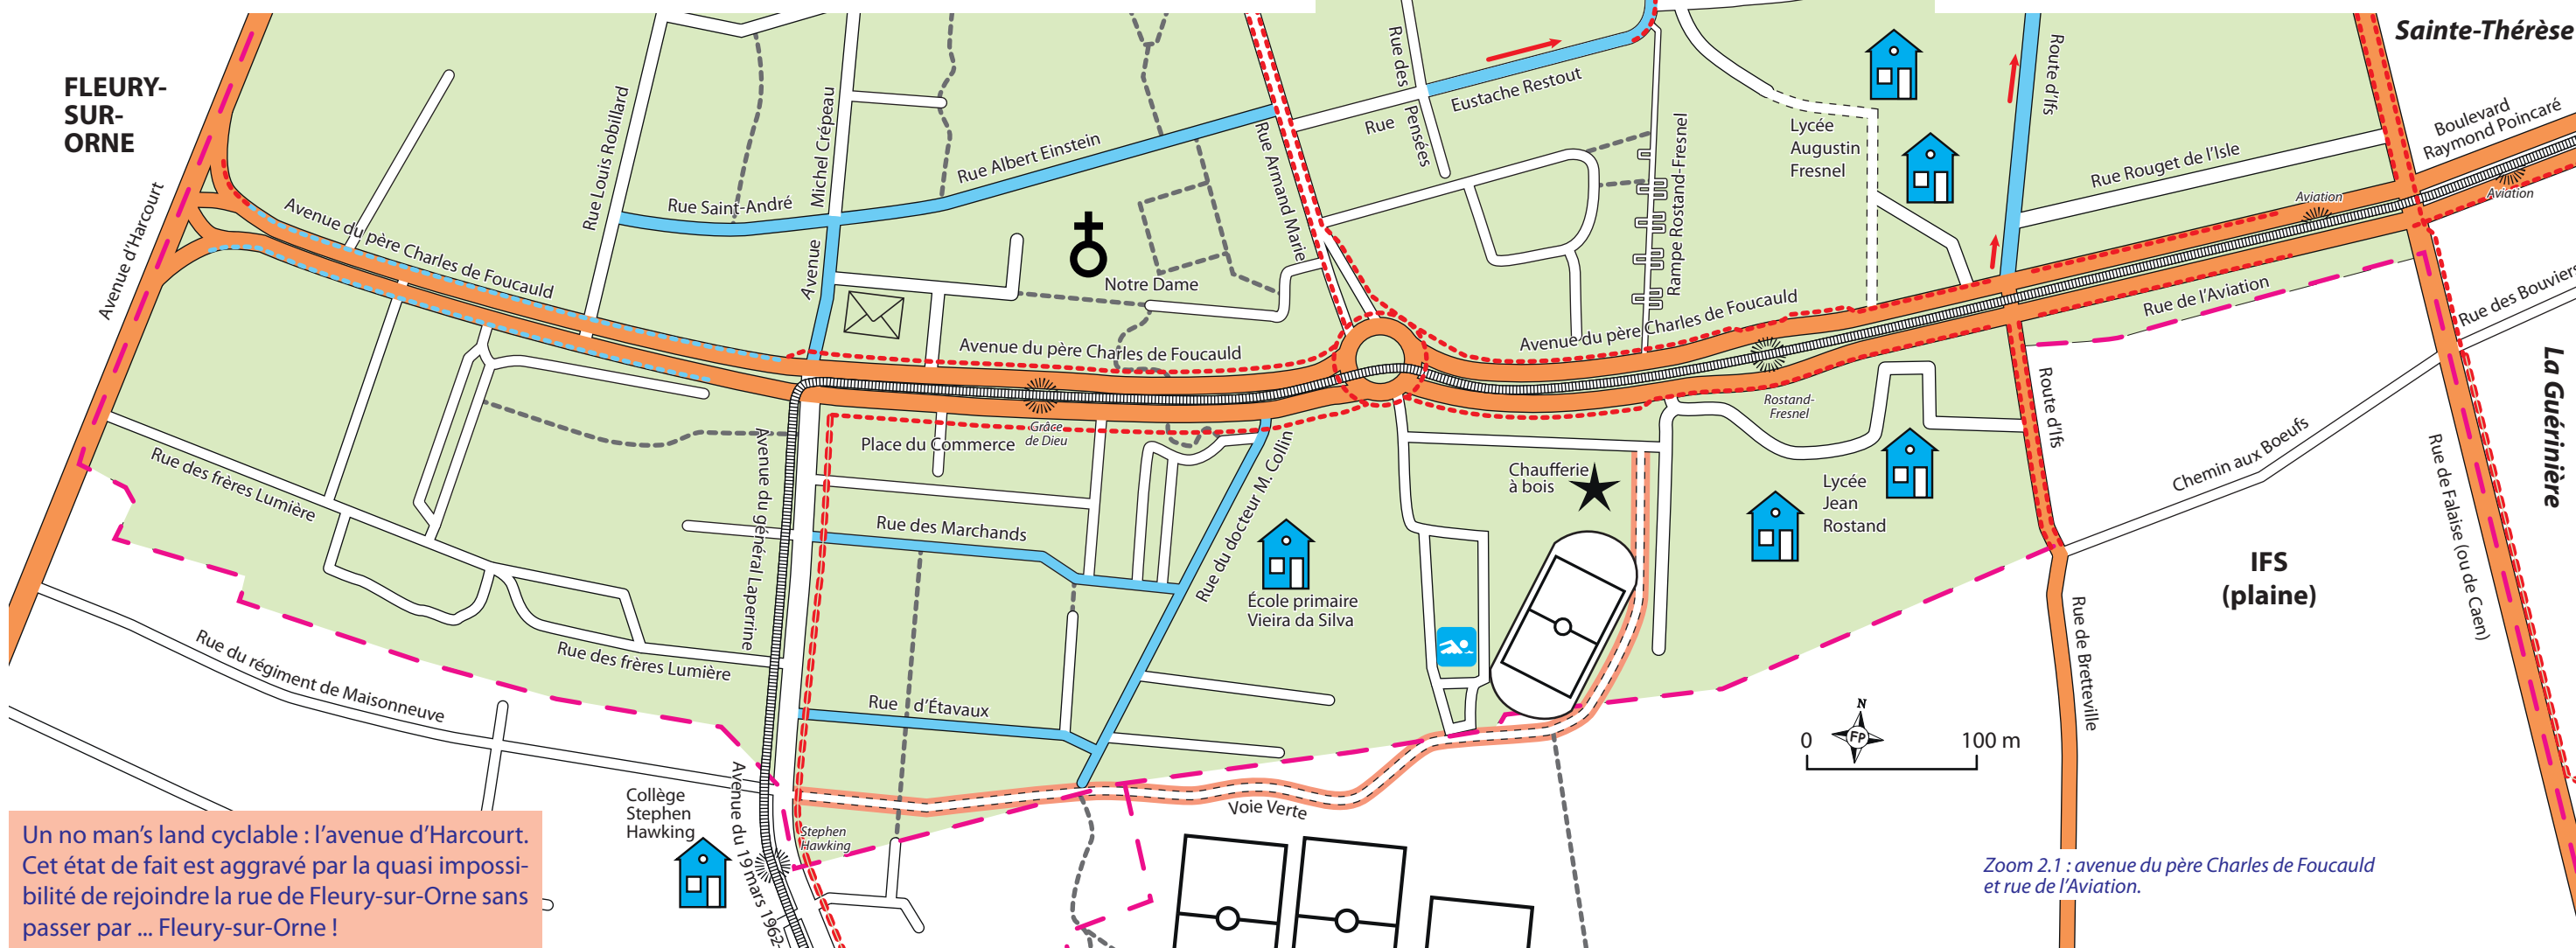 FLEURY-
SUR-
ORNE
Avenue d'Harcourt
Avenue du père Charles de Foucauld
Rue Louis Robillard
Rue Saint-André
Michel Crépeau
Avenue
Rue Albert Einstein
Notre Dame
Rue Armand Marie
Rue des
Pensées
Rue
Eustache Restout
Rampe Rostand-Fresnel
Lycée
Augustin
Fresnel
Route d'Ifs
Sainte-Thérèse
Boulevard
Raymond Poincaré
Rue Rouget de l'Isle
Aviation
Aviation
Rue de l'Aviation
Rue des Bouviers
La Guérinière
Avenue du père Charles de Foucauld
Avenue du père Charles de Foucauld
Rostand-
Fresnel
Route d'Ifs
Chemin aux Boeufs
Rue de Falaise (ou de Caen)
Grâce
de Dieu
Place du Commerce
Rue des frères Lumière
Avenue du général Laperrine
Rue des Marchands
Rue du docteur M. Collin
Chaufferie
à bois
Lycée
Jean
Rostand
École primaire
Vieira da Silva
IFS
(plaine)
Rue de Bretteville
Rue des frères Lumière
Rue du régiment de Maisonneuve
Rue d'Étavaux
N
FP
0 100 m
Voie Verte
Collège
Stephen
Hawking
Avenue du 19 mars 1962
Stephen
Hawking
Un no man's land cyclable : l'avenue d'Harcourt.
Cet état de fait est aggravé par la quasi impossi-
bilité de rejoindre la rue de Fleury-sur-Orne sans
passer par ... Fleury-sur-Orne !
Zoom 2.1 : avenue du père Charles de Foucauld
et rue de l'Aviation.